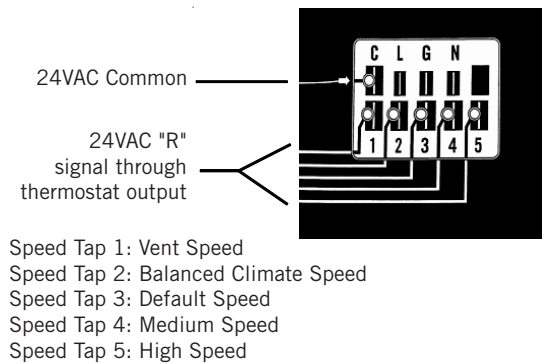 C L G N
24VAC Common
1 2 3 4 5
24VAC "R"
signal through
thermostat output
Speed Tap 1: Vent Speed
Speed Tap 2: Balanced Climate Speed
Speed Tap 3: Default Speed
Speed Tap 4: Medium Speed
Speed Tap 5: High Speed